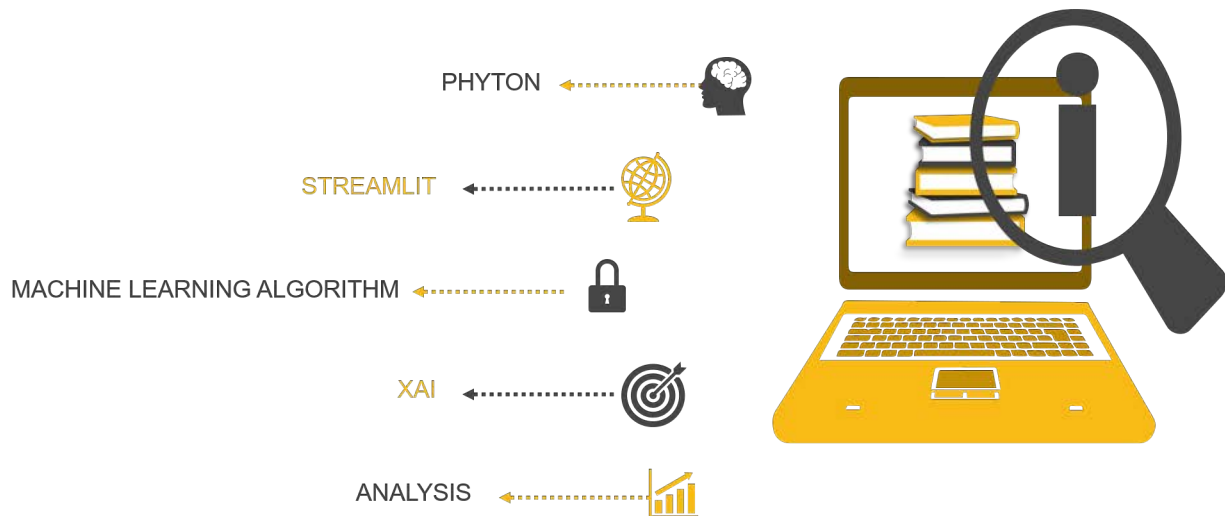 PHYTON
STREAMLIT
MACHINE LEARNING ALGORITHM
XAI
ANALYSIS